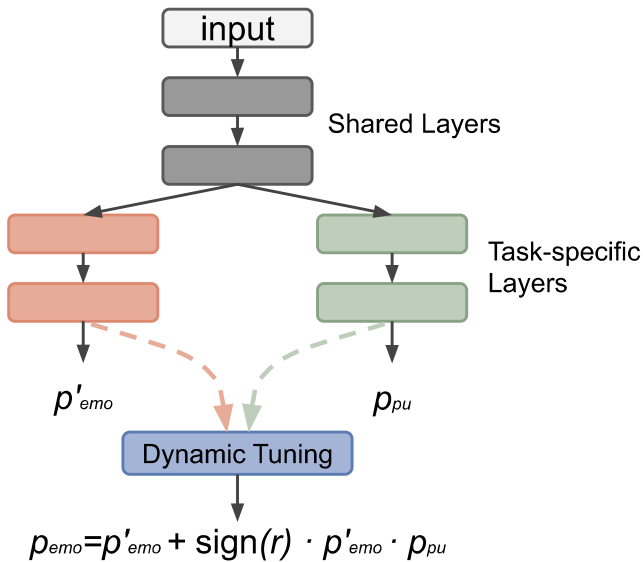 input
Shared Layers
Task-specific
Layers
p'emo
ppu
Dynamic Tuning
pemo=p'emo + sign(r) · p'emo · ppu